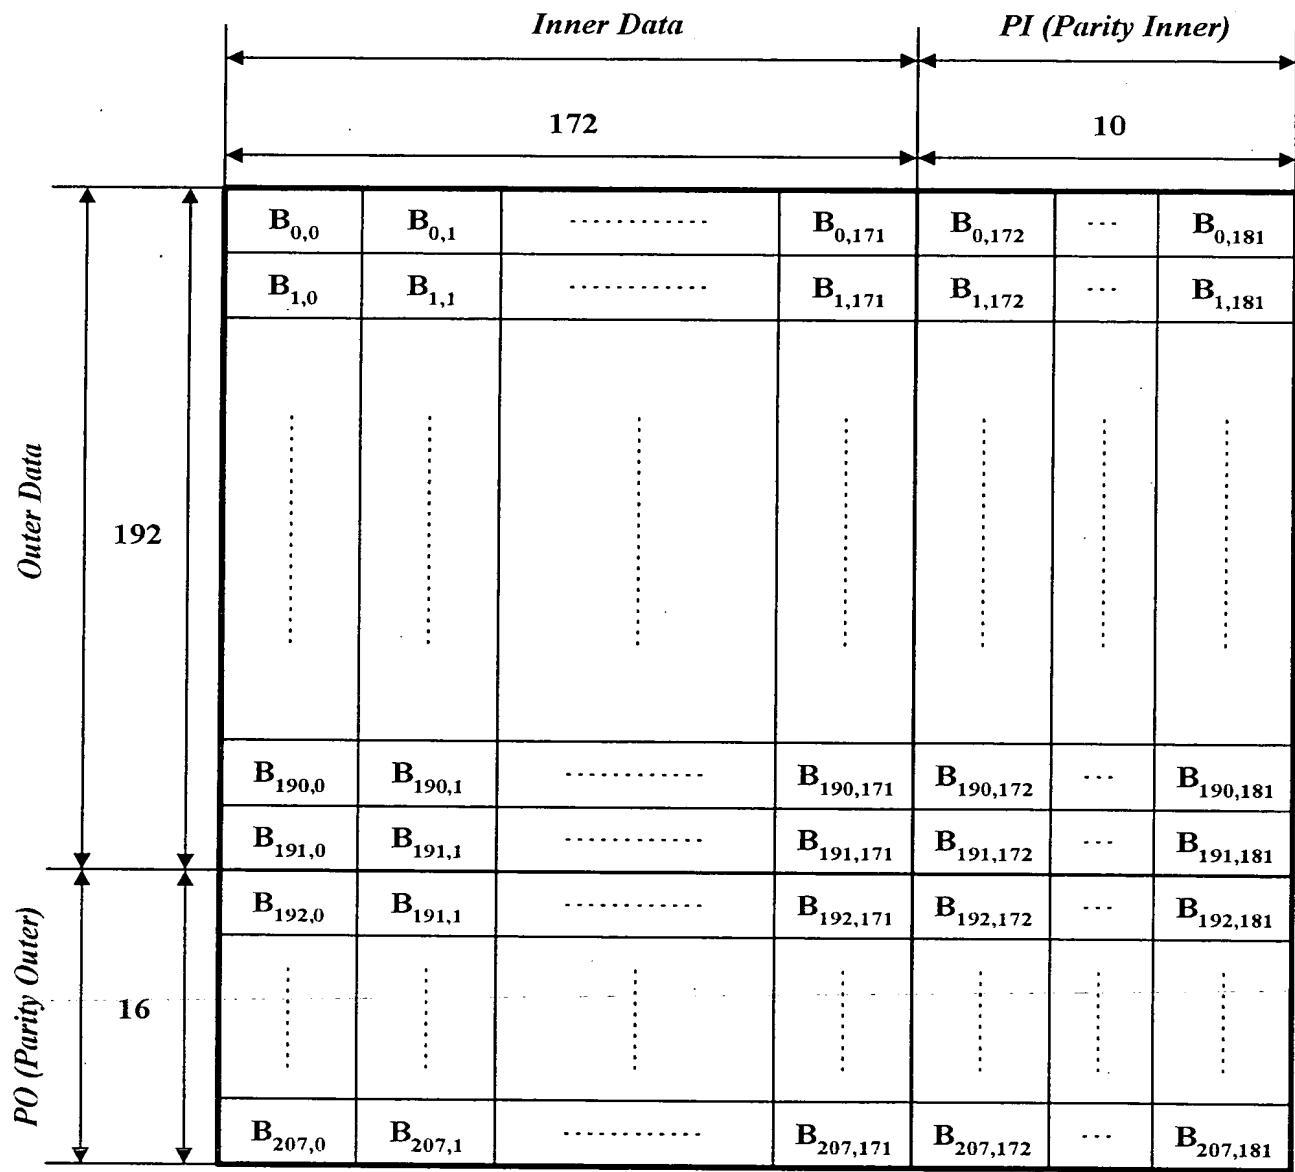 Inner Data PI (Parity Inner)
172 10
B0,0 B0,1 ........... B0,171 B0,172 ... B0,181
B1,0 B1,1 ........... B1,171 B1,172 ... B1,181
Outer Data
192
B190,0 B190,1 ........... B190,171 B190,172 ... B190,181
B191,0 B191,1 ........... B191,171 B191,172 ... B191,181
B192,0 B191,1 ........... B192,171 B192,172 ... B192,181
PO (Parity Outer)
16
B207,0 B207,1 ........... B207,171 B207,172 ... B207,181